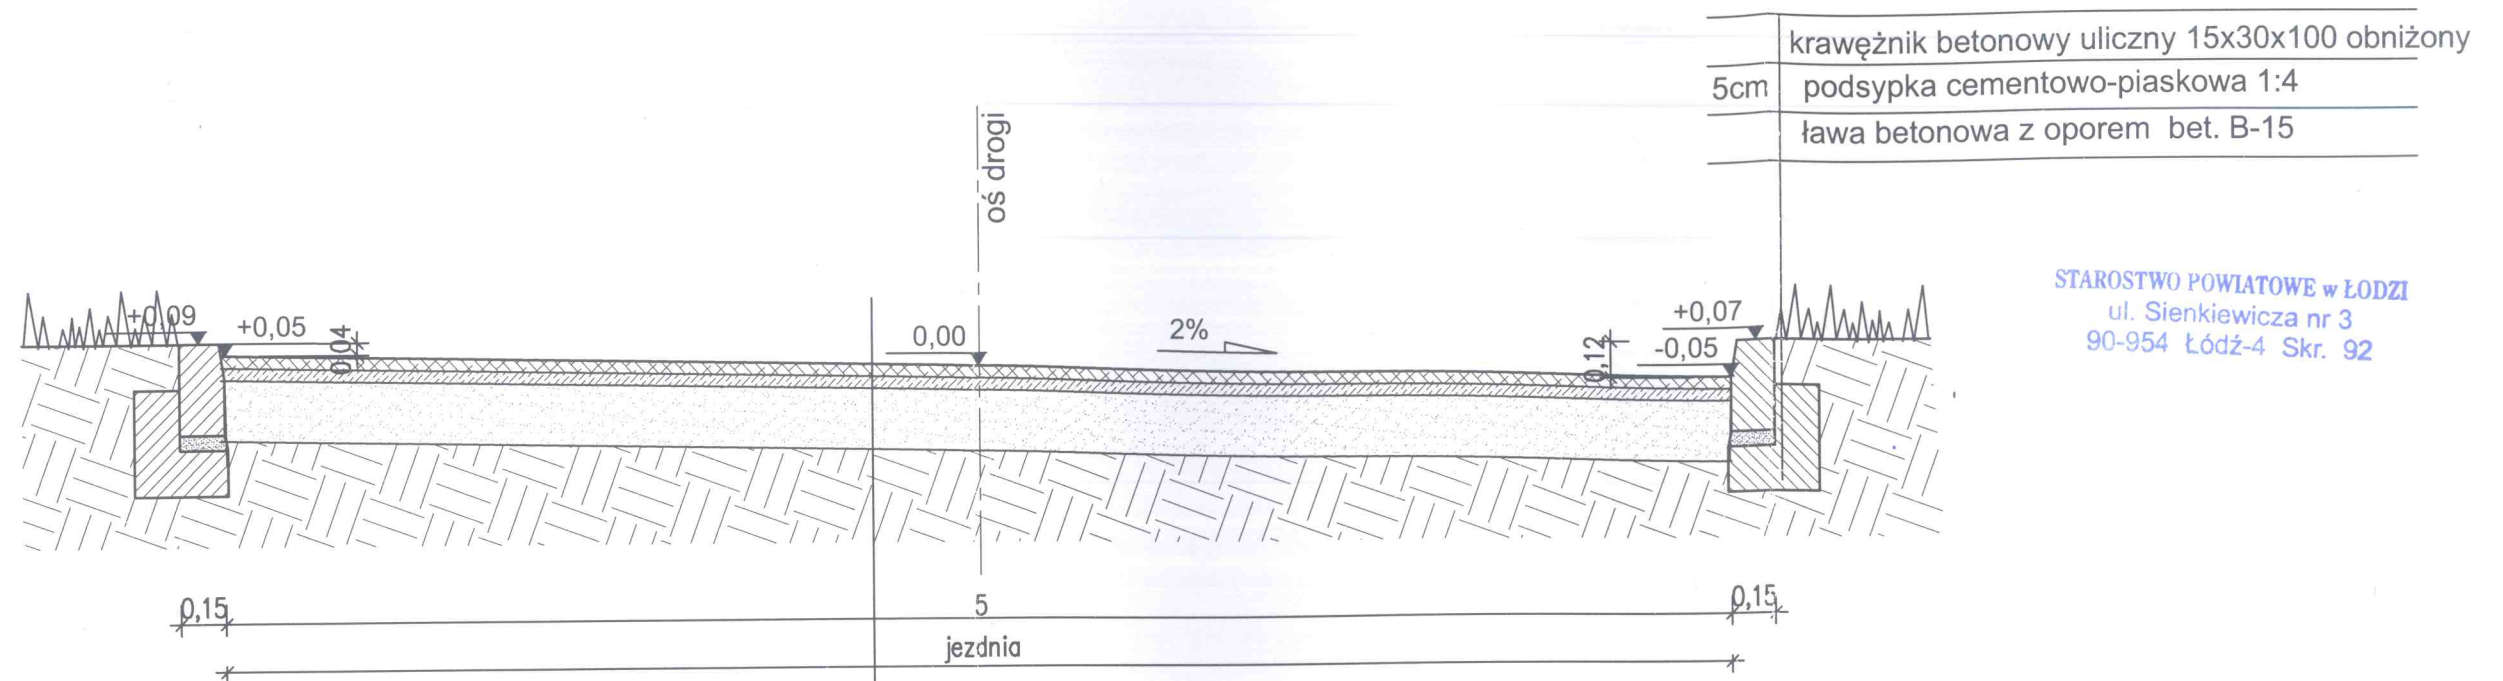 krawężnik betonowy uliczny 15x30x100 obniżony
5cm podsypka cementowo-piaskowa 1:4
ława betonowa z oporem bet. B-15
oś drogi
STAROSTWO POWIATOWE w ŁODZI
ul. Sienkiewicza nr 3
90-954 Łódź-4 Skr. 92
+0,09
+0,05
0,04
0,00
2%
0,12
+0,07
-0,05
0,15
5
0,15
jezdnia